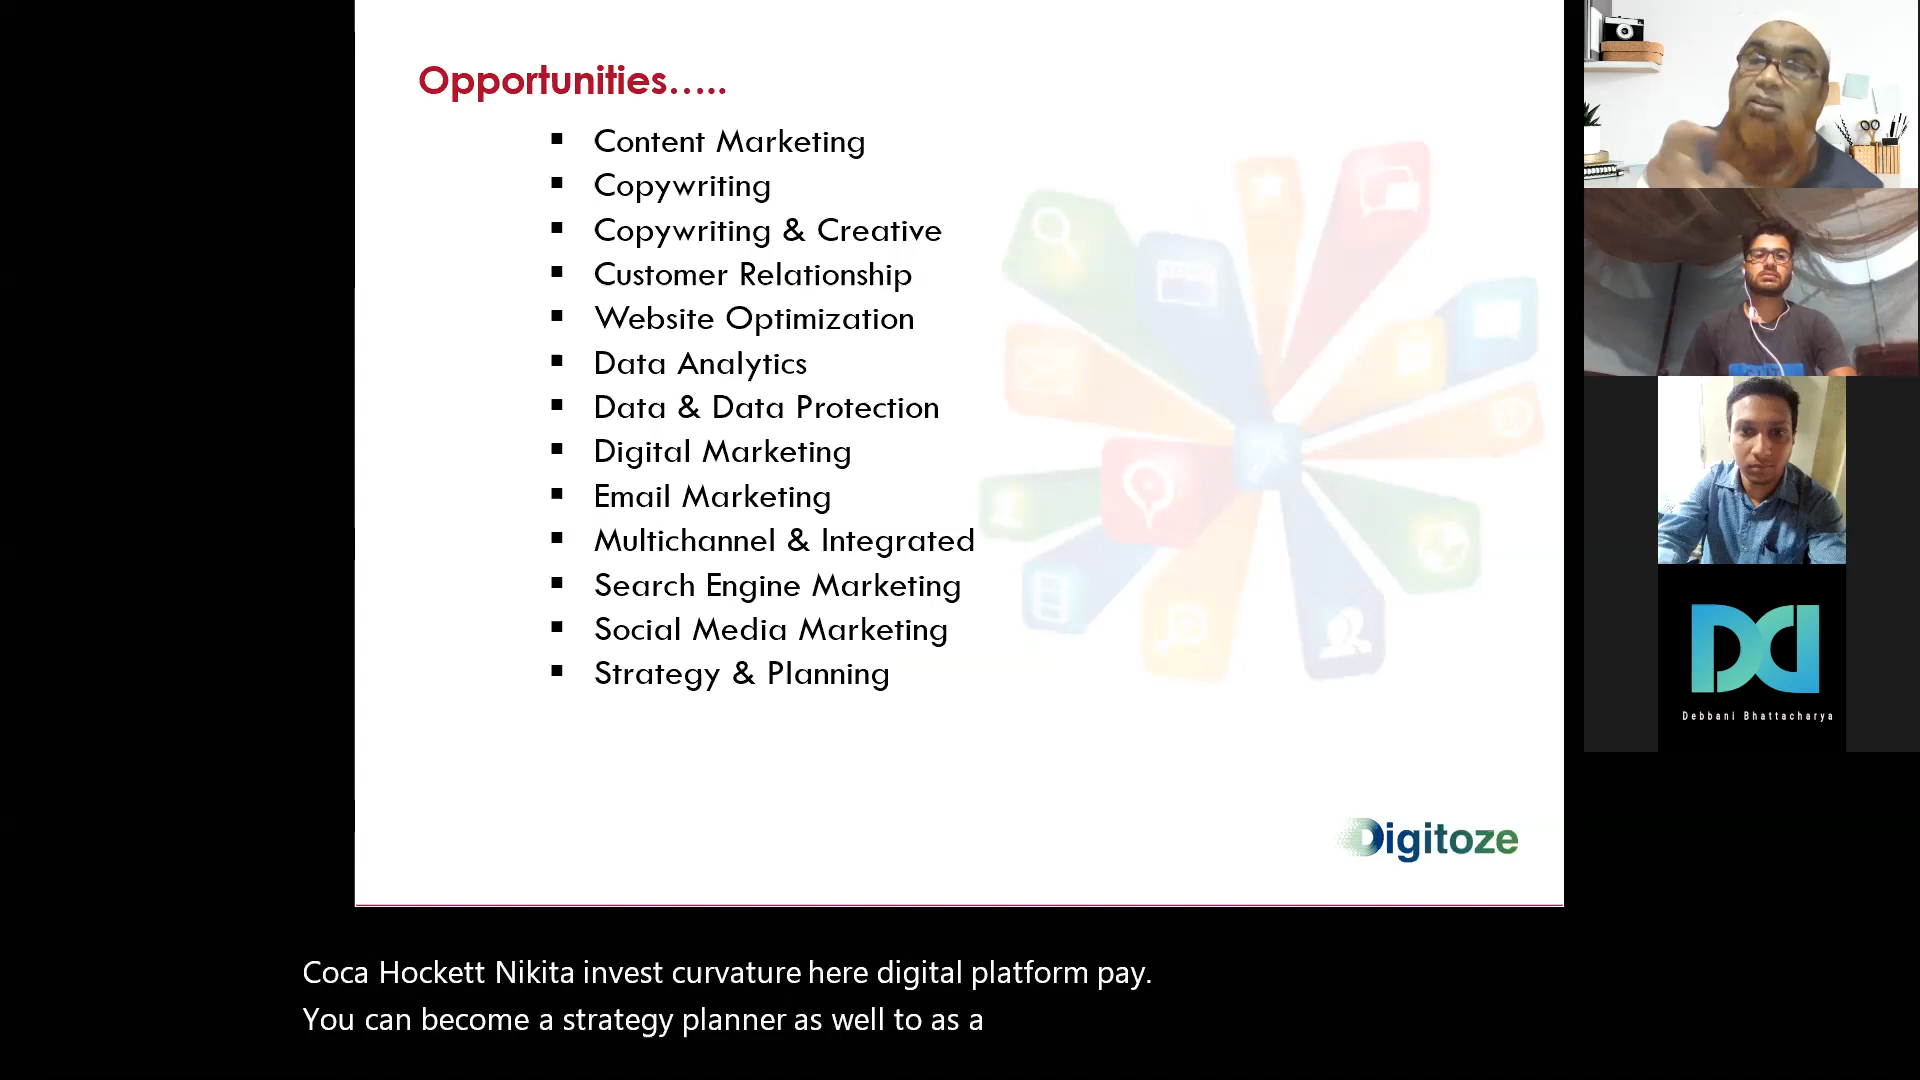 Opportunities.....
▪ Content Marketing
▪ Copywriting
▪ Copywriting & Creative
▪ Customer Relationship
▪ Website Optimization
▪ Data Analytics
▪ Data & Data Protection
▪ Digital Marketing
▪ Email Marketing
▪ Multichannel & Integrated
▪ Search Engine Marketing
▪ Social Media Marketing
▪ Strategy & Planning
Digitoze
DD
Debbani Bhattacharya
Coca Hockett Nikita invest curvature here digital platform pay.
You can become a strategy planner as well to as a